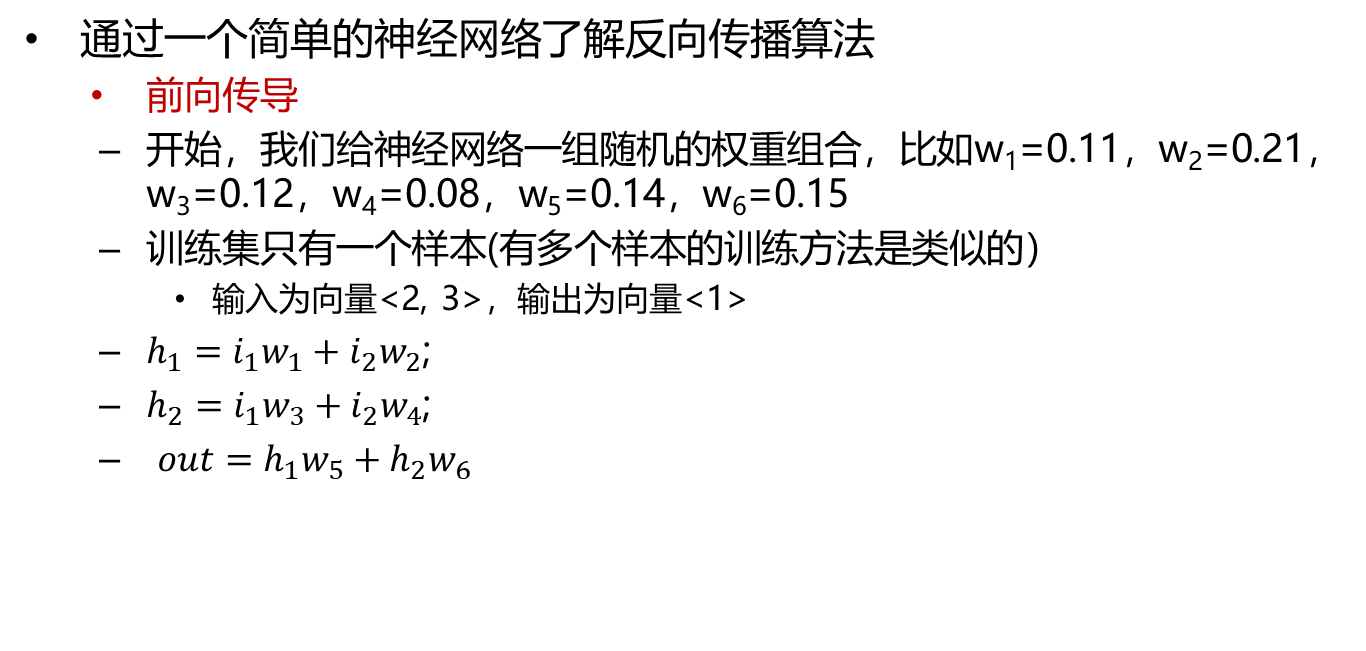 • 通过一个简单的神经网络了解反向传播算法
• 前向传导
– 开始，我们给神经网络一组随机的权重组合，比如w₁=0.11，w₂=0.21，
w₃=0.12，w₄=0.08，w₅=0.14，w₆=0.15
– 训练集只有一个样本(有多个样本的训练方法是类似的）
• 输入为向量<2, 3>，输出为向量<1>
– h₁ = i₁w₁ + i₂w₂;
– h₂ = i₁w₃ + i₂w₄;
– out = h₁w₅ + h₂w₆